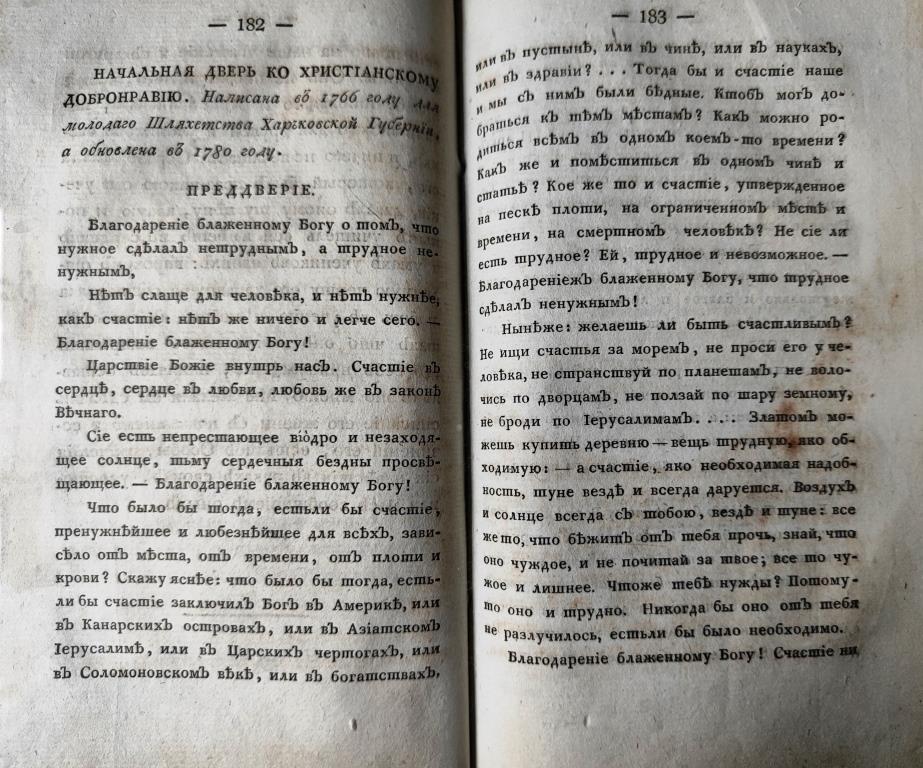 — 182 —
НАЧАЛЬНАЯ ДВЕРЬ КО ХРИСТІАНСКОМУ
ДОБРОНРАВІЮ. Написана въ 1766 году для
молодаго Шляхетства Харьковской Губерніи,
а обновлена въ 1780 году.
ПРЕДДВЕРІЕ.
Благодареніе блаженному Богу о томъ, что
нужное сдѣлалъ нетруднымъ, а трудное не-
нужнымъ,
Нѣтъ слаще для человѣка, и нѣтъ нужнѣе,
какъ счастіе: нѣтъ же ничего и легче сего. —
Благодареніе блаженному Богу!
Царствіе Божіе внутрь насъ. Счастіе въ
сердцѣ, сердце въ любви, любовь же въ законѣ
Вѣчнаго.
Сіе есть непрестающее вiодро и незаходя-
щее солнце, тьму сердечныя бездны просвѣ-
щающее. — Благодареніе блаженному Богу!
Что было бы тогда, естьли бы счастіе,
пренужнѣйшее и любезнѣйшее для всѣхъ, зави-
сѣло отъ мѣста, отъ времени, отъ плоти и
крови? Скажу яснѣе: что было бы тогда, есть-
ли бы счастіе заключилъ Богъ въ Америкѣ, или
въ Канарскихъ островахъ, или въ Азіатскомъ
Іерусалимѣ, или въ Царскихъ чертогахъ, или
въ Соломоновскомъ вѣкѣ, или въ богатствахъ,
— 183 —
или въ пустынѣ, или въ чинѣ, или въ наукахъ,
или въ здравіи? . . . Тогда бы и счастіе наше
и мы съ нимъ были бѣдные. Ктобъ могъ до-
браться къ тѣмъ мѣстамъ? Какъ можно ро-
диться всѣмъ въ одномъ коемъ-то времени?
Какъ же и помѣститься въ одномъ чинѣ и
статьѣ? Кое же то и счастіе, утвержденное
на пескѣ плоти, на ограниченномъ мѣстѣ и
времени, на смертномъ человѣкѣ? Не сіе ли
есть трудное? Ей, трудное и невозможное. —
Благодареніежъ блаженному Богу, что трудное
сдѣлалъ ненужнымъ!
Нынѣже: желаешь ли быть счастливымъ?
Не ищи счастья за моремъ, не проси его у че-
ловѣка, не странствуй по планетамъ, не воло-
чись по дворцамъ, не ползай по шару земному,
не броди по Іерусалимамъ. . . . Златомъ мо-
жешь купить деревню — вещь трудную, яко об-
ходимую: — а счастіе, яко необходимая надоб-
ность, туне вездѣ и всегда даруется. Воздухъ
и солнце всегда съ тобою, вездѣ и туне: все
же то, что бѣжитъ отъ тебя прочь, знай, что
оно чуждое, и не почитай за твое; все то чу-
жое и лишнее. Чтоже тебѣ нужды? Потому-
то оно и трудно. Никогда бы оно отъ тебя
не разлучилось, естьли бы было необходимо.
Благодареніе блаженному Богу! Счастіе ни